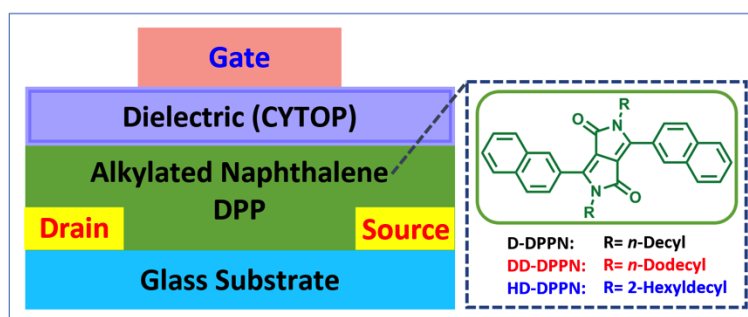 Gate
Dielectric (CYTOP)
Alkylated Naphthalene
DPP
Drain
Source
Glass Substrate
R
O
N
N
O
R
D-DPPN: R= n-Decyl
DD-DPPN: R= n-Dodecyl
HD-DPPN: R= 2-Hexyldecyl